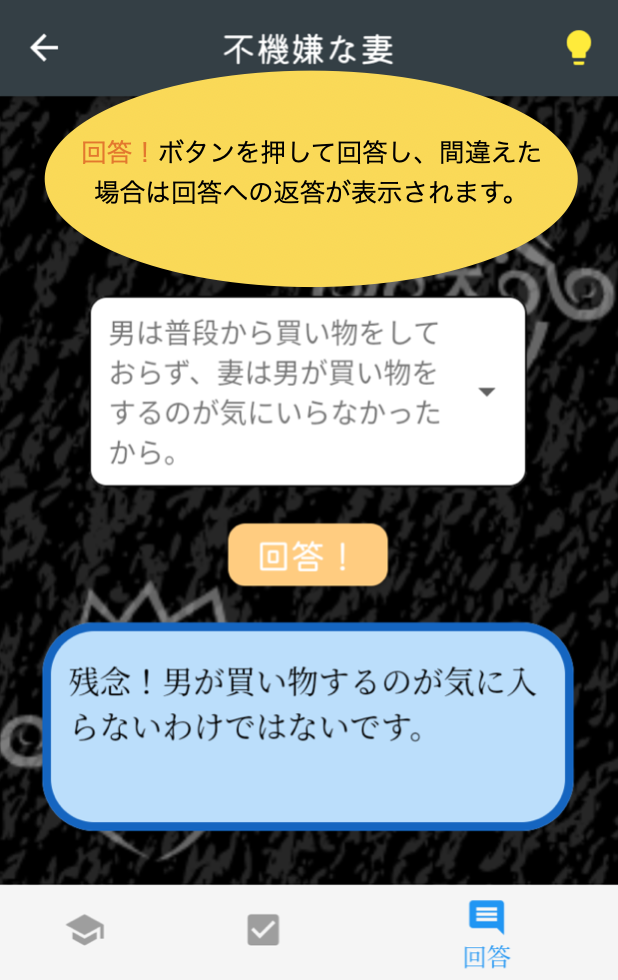 不機嫌な妻
回答！ボタンを押して回答し、間違えた
場合は回答への返答が表示されます。
男は普段から買い物をして
おらず、妻は男が買い物を
するのが気にいらなかった
から。
回答！
残念！男が買い物するのが気に入
らないわけではないです。
回答